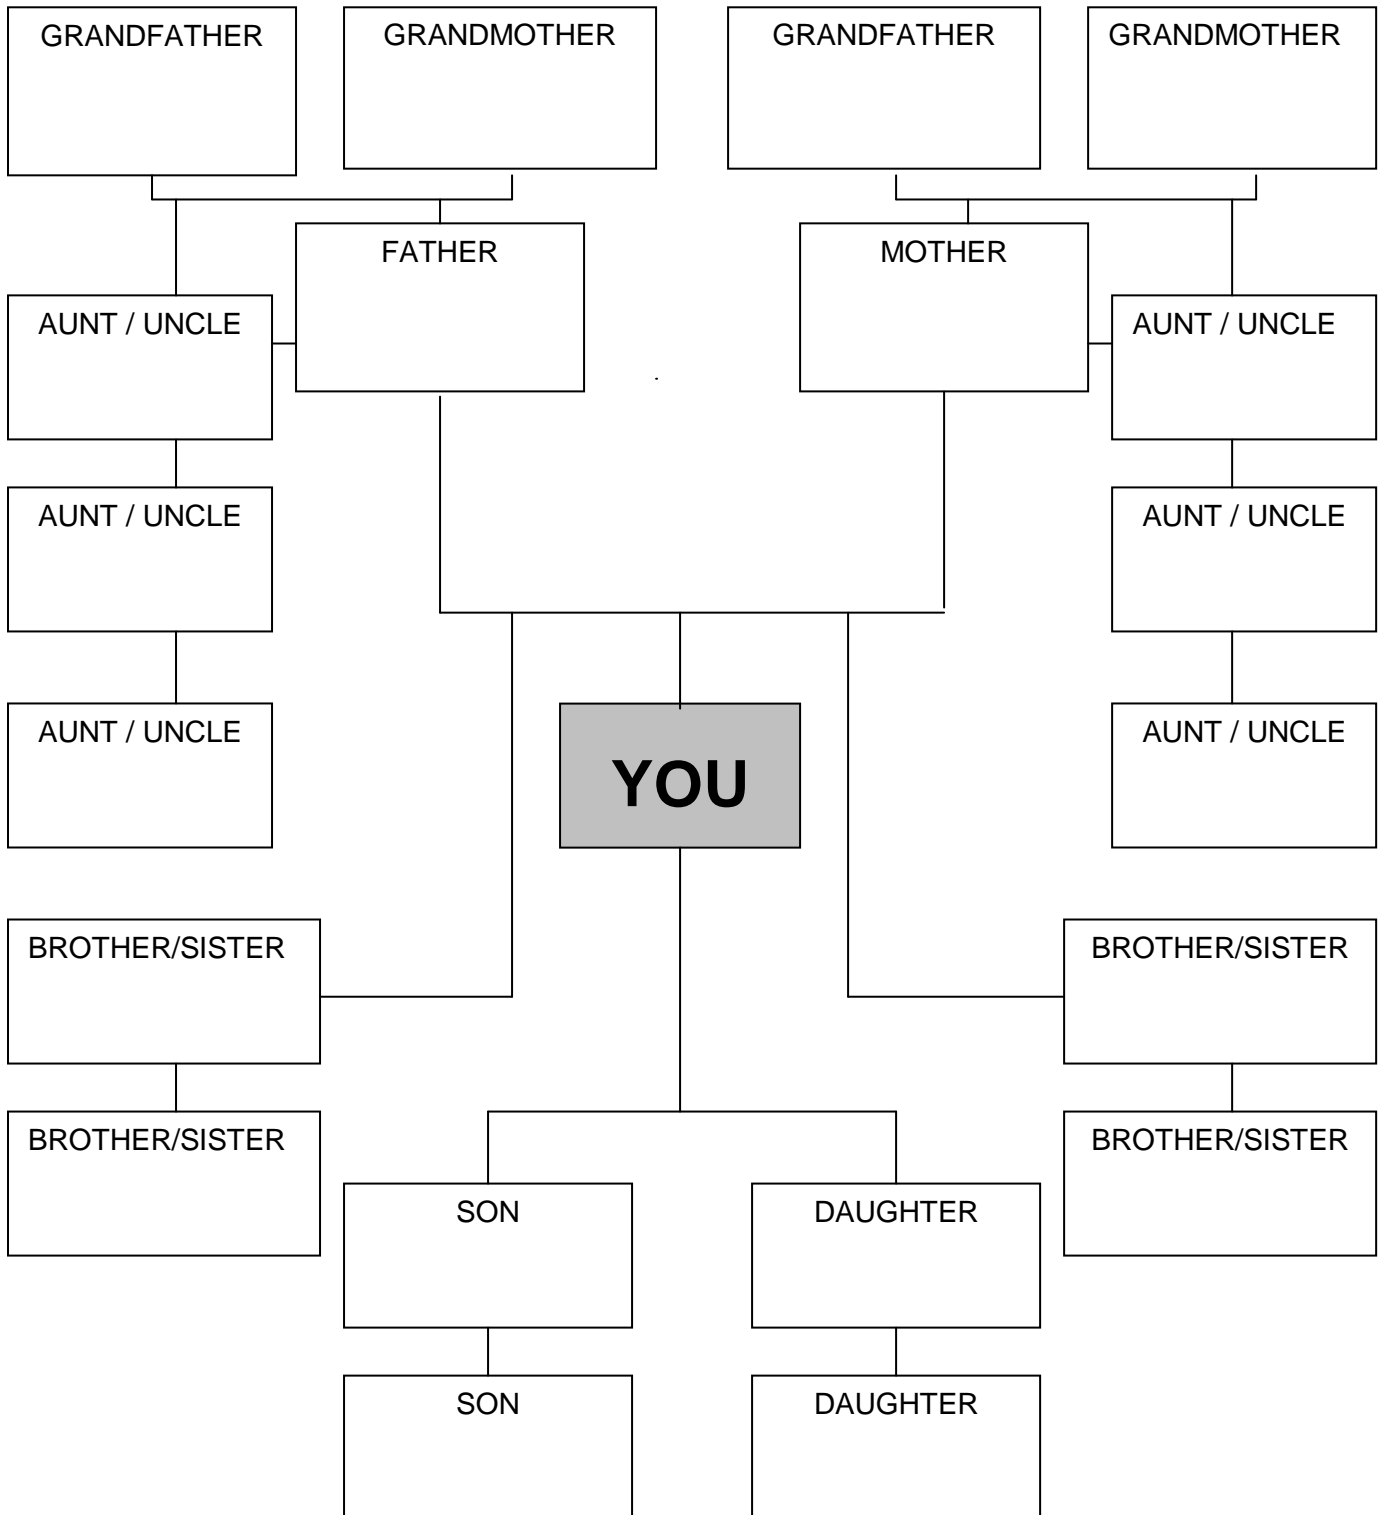 GRANDFATHER
GRANDMOTHER
GRANDFATHER
GRANDMOTHER
FATHER
MOTHER
AUNT / UNCLE
AUNT / UNCLE
AUNT / UNCLE
AUNT / UNCLE
AUNT / UNCLE
AUNT / UNCLE
YOU
BROTHER/SISTER
BROTHER/SISTER
BROTHER/SISTER
BROTHER/SISTER
SON
DAUGHTER
SON
DAUGHTER